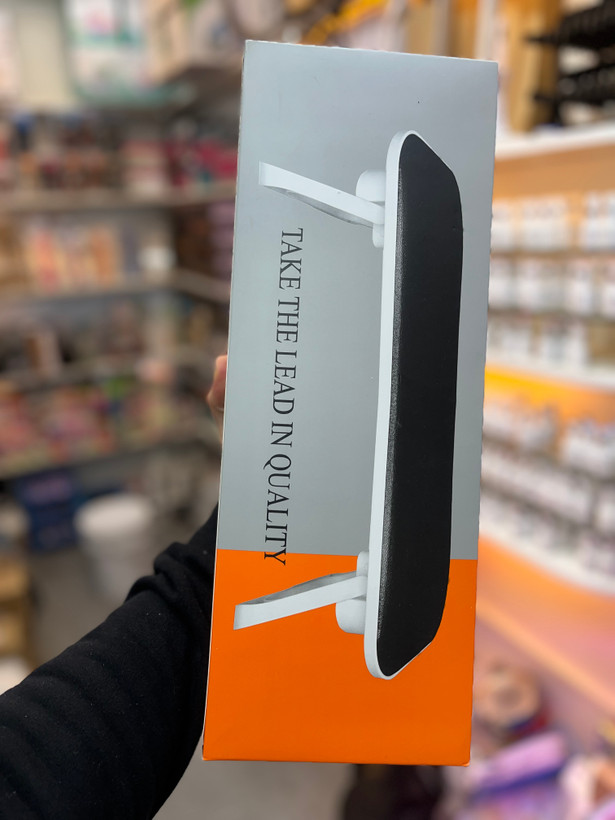 TAKE THE LEAD IN QUALITY